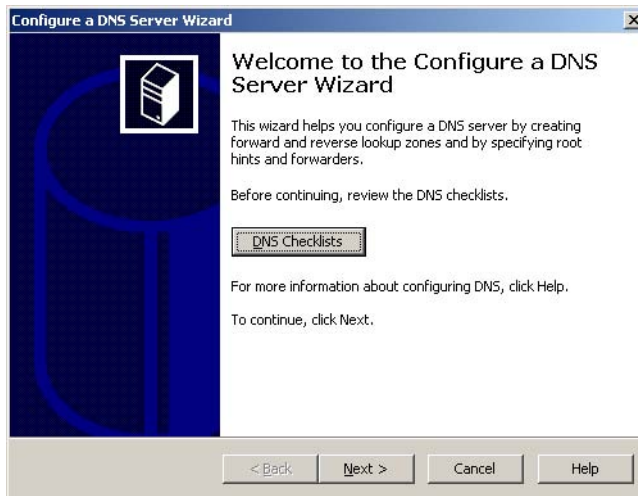 Configure a DNS Server Wizard
Welcome to the Configure a DNS
Server Wizard
This wizard helps you configure a DNS server by creating
forward and reverse lookup zones and by specifying root
hints and forwarders.
Before continuing, review the DNS checklists.
DNS Checklists
For more information about configuring DNS, click Help.
To continue, click Next.
< Back Next > Cancel Help